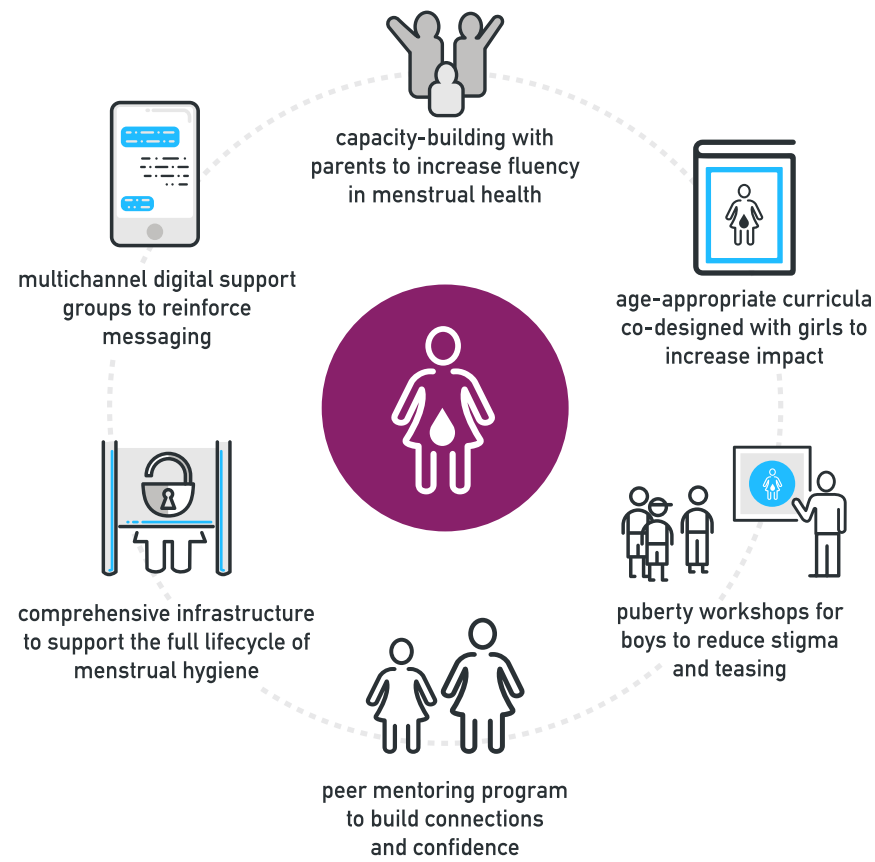 capacity-building with
parents to increase fluency
in menstrual health
age-appropriate curricula
co-designed with girls to
increase impact
puberty workshops for
boys to reduce stigma
and teasing
peer mentoring program
to build connections
and confidence
comprehensive infrastructure
to support the full lifecycle of
menstrual hygiene
multichannel digital support
groups to reinforce
messaging